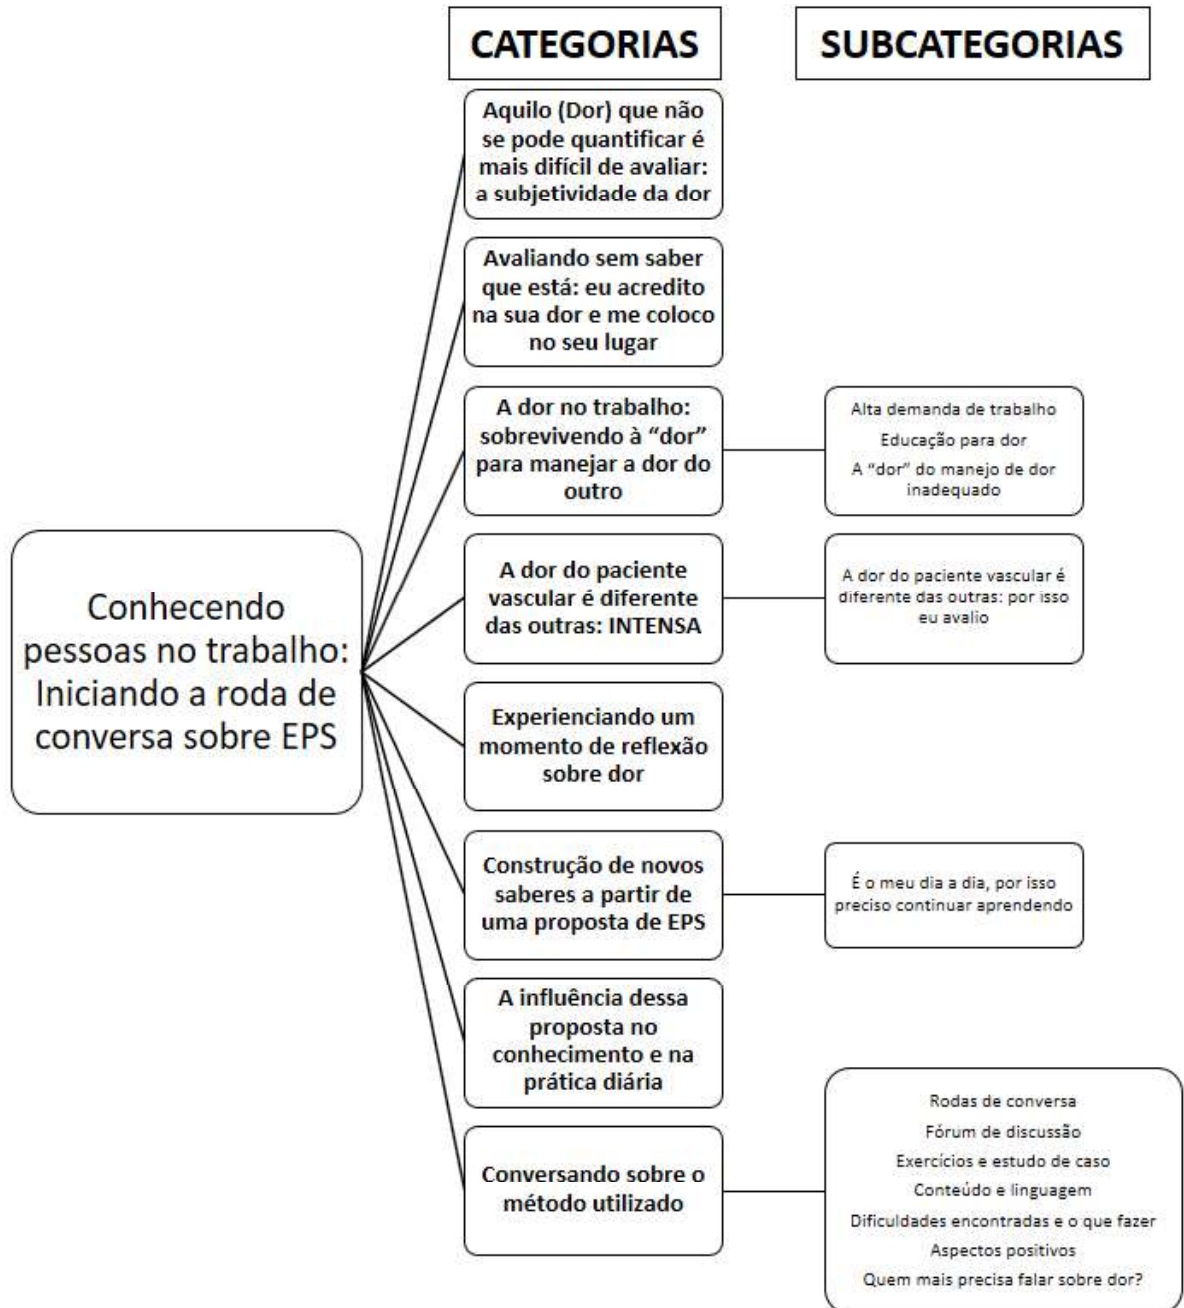 CATEGORIAS
SUBCATEGORIAS
Aquilo (Dor) que não
se pode quantificar é
mais difícil de avaliar:
a subjetividade da dor
Avaliando sem saber
que está: eu acredito
na sua dor e me coloco
no seu lugar
A dor no trabalho:
sobrevivendo à “dor”
para manejar a dor do
outro
Alta demanda de trabalho
Educação para dor
A “dor” do manejo de dor
inadequado
Conhecendo
pessoas no trabalho:
Iniciando a roda de
conversa sobre EPS
A dor do paciente
vascular é diferente
das outras: INTENSA
A dor do paciente vascular é
diferente das outras: por isso
eu avalio
Experienciando um
momento de reflexão
sobre dor
Construção de novos
saberes a partir de
uma proposta de EPS
É o meu dia a dia, por isso
preciso continuar aprendendo
A influência dessa
proposta no
conhecimento e na
prática diária
Conversando sobre o
método utilizado
Rodas de conversa
Fórum de discussão
Exercícios e estudo de caso
Conteúdo e linguagem
Dificuldades encontradas e o que fazer
Aspectos positivos
Quem mais precisa falar sobre dor?